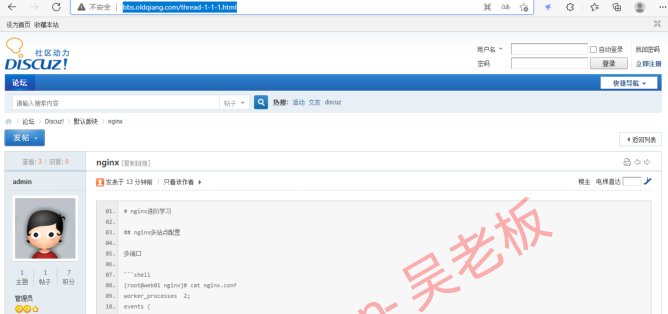 不安全 bbs.oldqiang.com/thread-1-1-1.html
设为首页 收藏本站
社区动力
DISCUZ!
用户名 自动登录 找回密码
密码 登录 立即注册
论坛 快捷导航
请输入搜索内容 帖子 热搜: 活动 交友 discuz
论坛 Discuz! 默认版块 nginx
发帖 返回列表
查看: 3 回复: 0 nginx [复制链接]
admin 发表于 13 分钟前 | 只看该作者 楼主 电梯直达
01. # nginx进阶学习
02.
03. ## nginx多站点配置
04.
05. 多端口
06.
07. ```shell
08. [root@web01 nginx]# cat nginx.conf
09. worker_processes 2;
10. events {
1 1 7
主题 帖子 积分
管理员
n- 吴老板